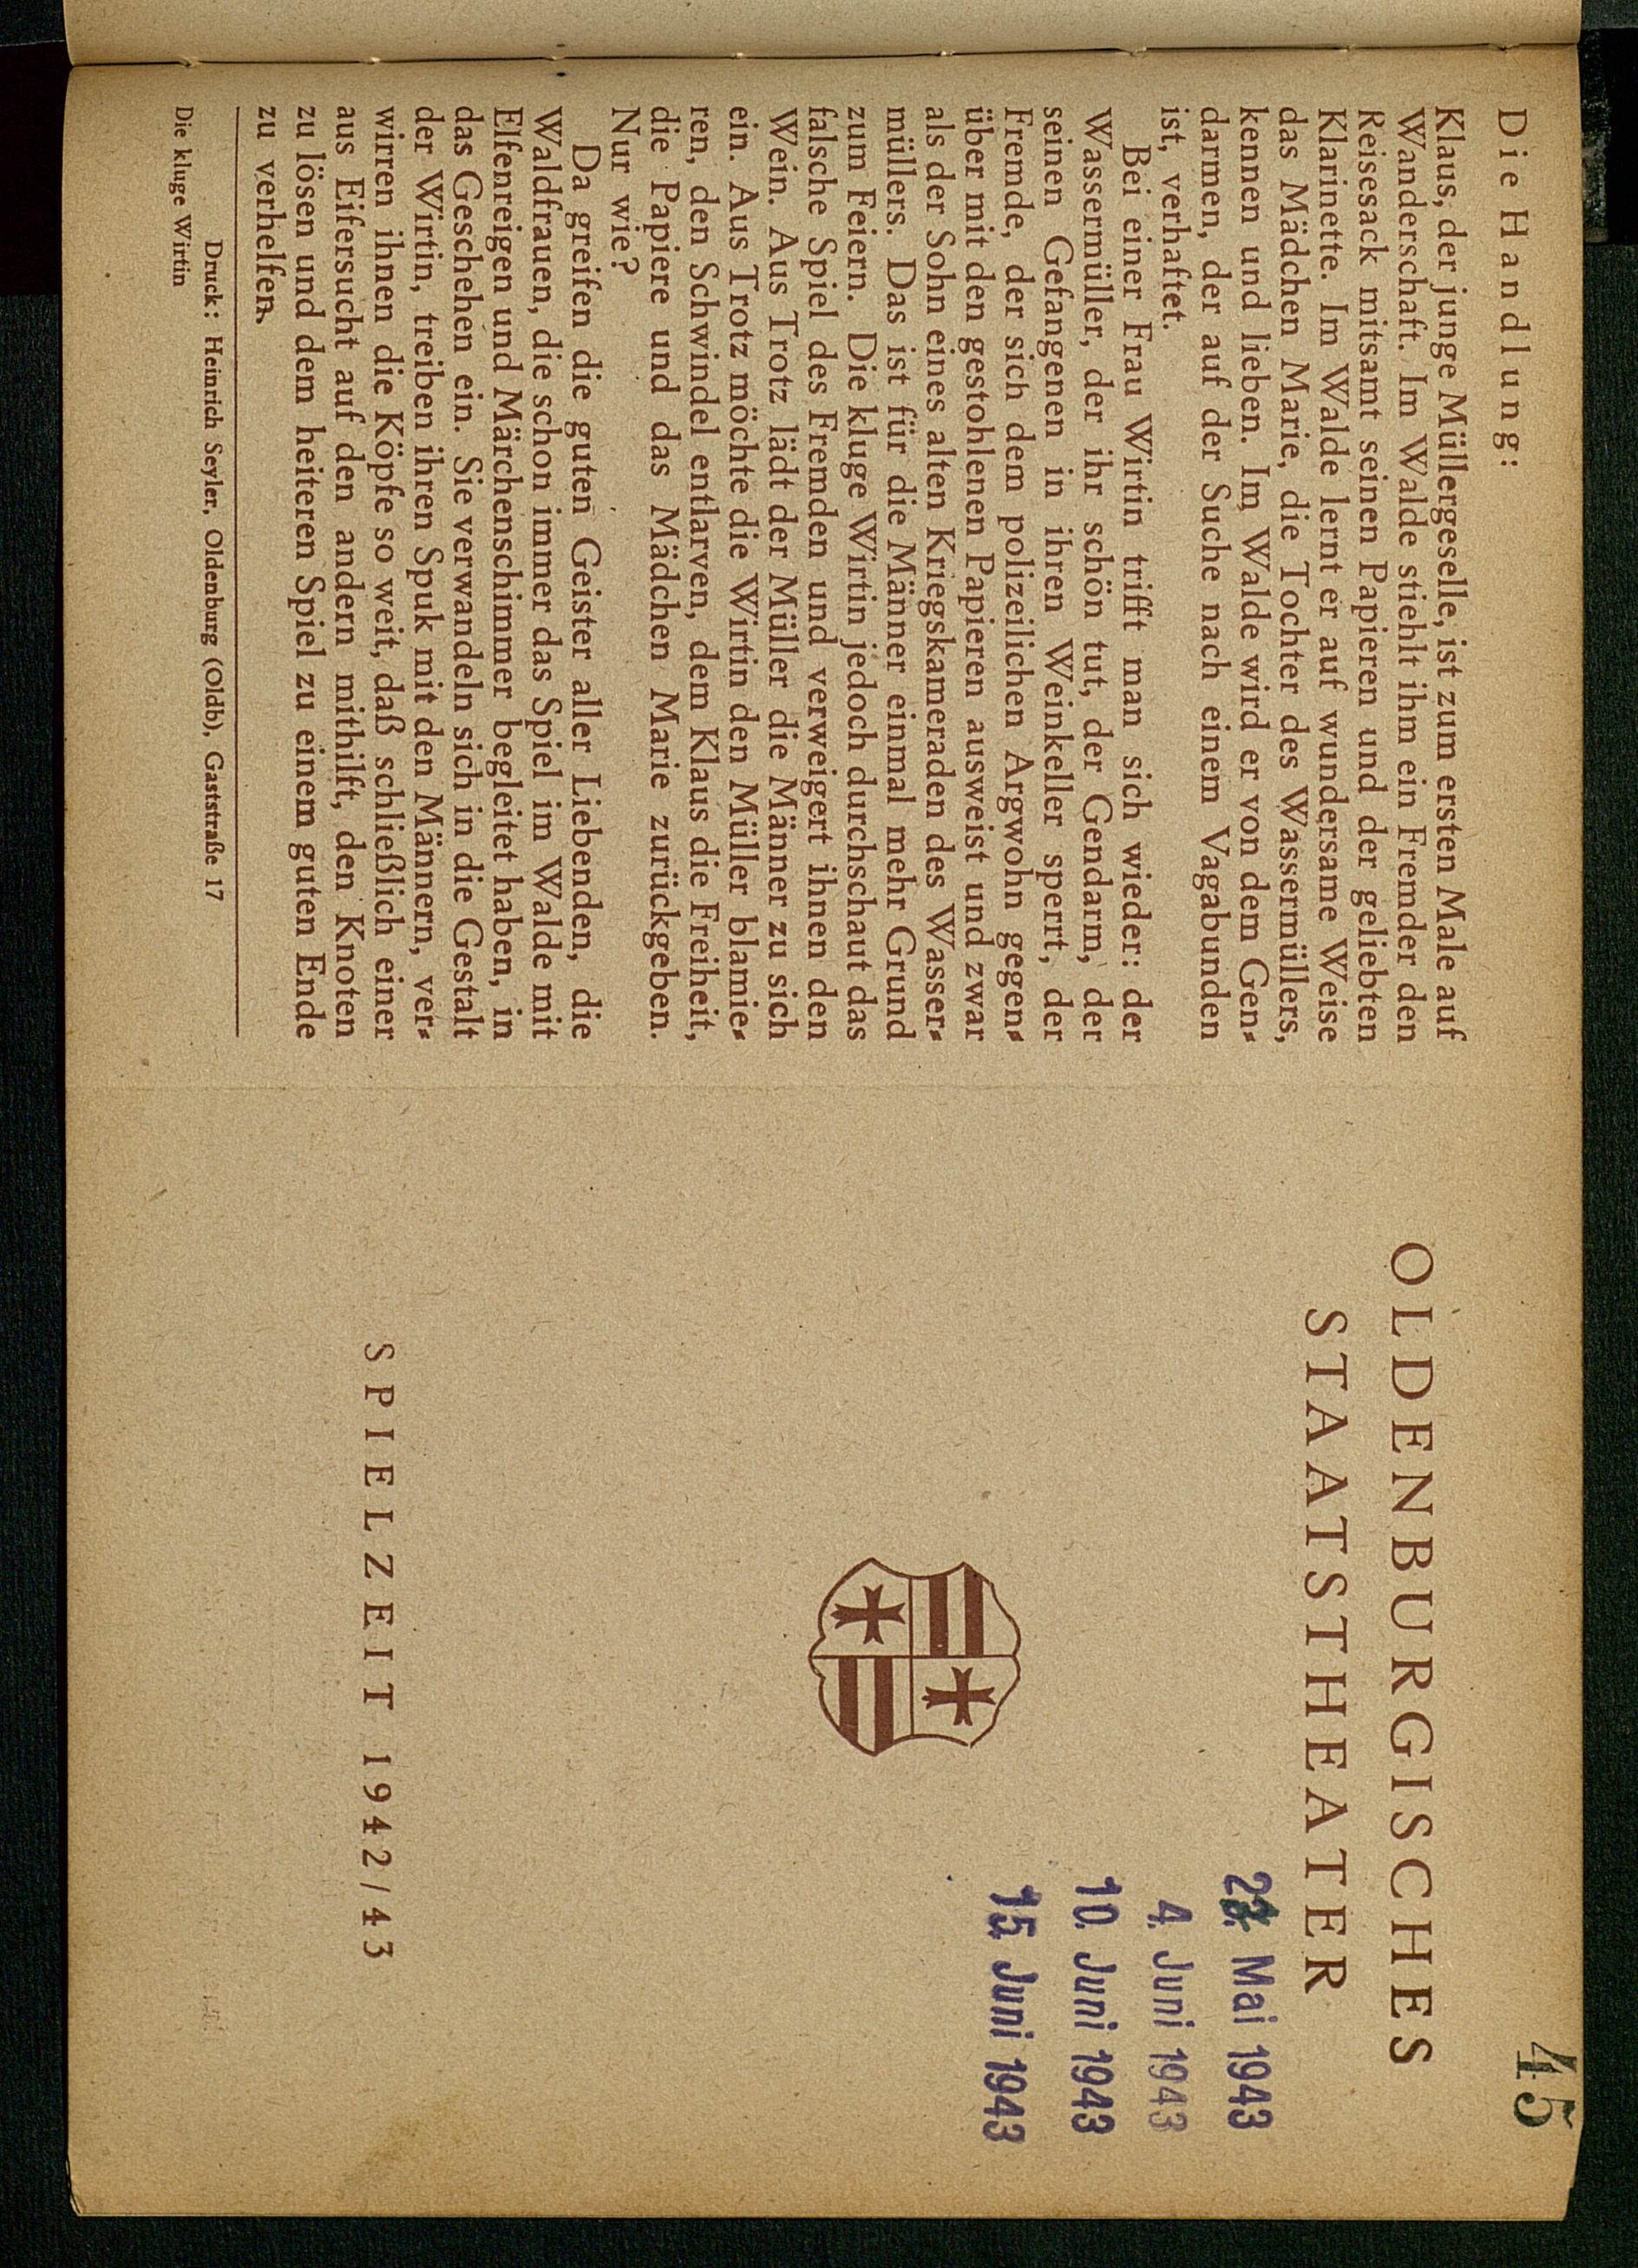 Die Handlung:
Klaus, der junge Müllergeselle, ist zum ersten Male auf
Wanderschaft. Im Walde stiehlt ihm ein Fremder den
Reisesack mitsamt seinen Papieren und der geliebten
Klarinette. Im Walde lernt er auf wundersame Weise
das Mädchen Marie, die Tochter des Wassermüllers,
kennen und lieben. Im Walde wird er von dem Gen-
darmen, der auf der Suche nach einem Vagabunden
ist, verhaftet.
Bei einer Frau Wirtin trifft man sich wieder: der
Wassermüller, der ihr schön tut, der Gendarm, der
seinen Gefangenen in ihren Weinkeller sperrt, der
Fremde, der sich dem polizeilichen Argwohn gegen-
über mit den gestohlenen Papieren ausweist und zwar
als der Sohn eines alten Kriegskameraden des Wasser-
müllers. Das ist für die Männer einmal mehr Grund
zum Feiern. Die kluge Wirtin jedoch durchschaut das
falsche Spiel des Fremden und verweigert ihnen den
Wein. Aus Trotz lädt der Müller die Männer zu sich
ein. Aus Trotz möchte die Wirtin den Müller blamie-
ren, den Schwindel entlarven, dem Klaus die Freiheit,
die Papiere und das Mädchen Marie zurückgeben.
Nur wie?
Da greifen die guten Geister aller Liebenden, die
Waldfrauen, die schon immer das Spiel im Walde mit
Elfenreigen und Märchenschimmer begleitet haben, in
das Geschehen ein. Sie verwandeln sich in die Gestalt
der Wirtin, treiben ihren Spuk mit den Männern, ver-
wirren ihnen die Köpfe so weit, daß schließlich einer
aus Eifersucht auf den andern mithilft, den Knoten
zu lösen und dem heiteren Spiel zu einem guten Ende
zu verhelfen.
Druck: Heinrich Seyler, Oldenburg (Oldb), Gaststraße 17
Die kluge Wirtin
45
OLDENBURGISCHES
STAATSTHEATER
Mai 1943
4. Juni 1943
10. Juni 1943
15. Juni 1943
SPIELZEIT 1942/43